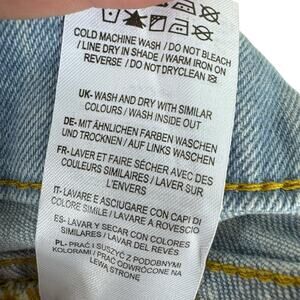 COLD MACHINE WASH / DO NOT BLEACH
/ LINE DRY IN SHADE / WARM IRON ON
REVERSE / DO NOT DRYCLEAN
UK- WASH AND DRY WITH SIMILAR
COLOURS / WASH INSIDE OUT
DE- MIT ÄHNLICHEN FARBEN WASCHEN
UND TROCKNEN / AUF LINKS WASCHEN
FR- LAVER ET FAIRE SÉCHER AVEC DES
COULEURS SIMILAIRES / LAVER SUR
L'ENVERS
IT- LAVARE E ASCIUGARE CON CAPI DI
COLORE SIMILE / LAVARE A ROVESCIO
ES- LAVAR Y SECAR CON COLORES
SIMILARES / LAVAR DEL REVÉS
PL- PRAĆ I SUSZYĆ Z PODOBNYMI
KOLORAMI / PRAĆ ODWRÓCONE NA
LEWĄ STRONĘ